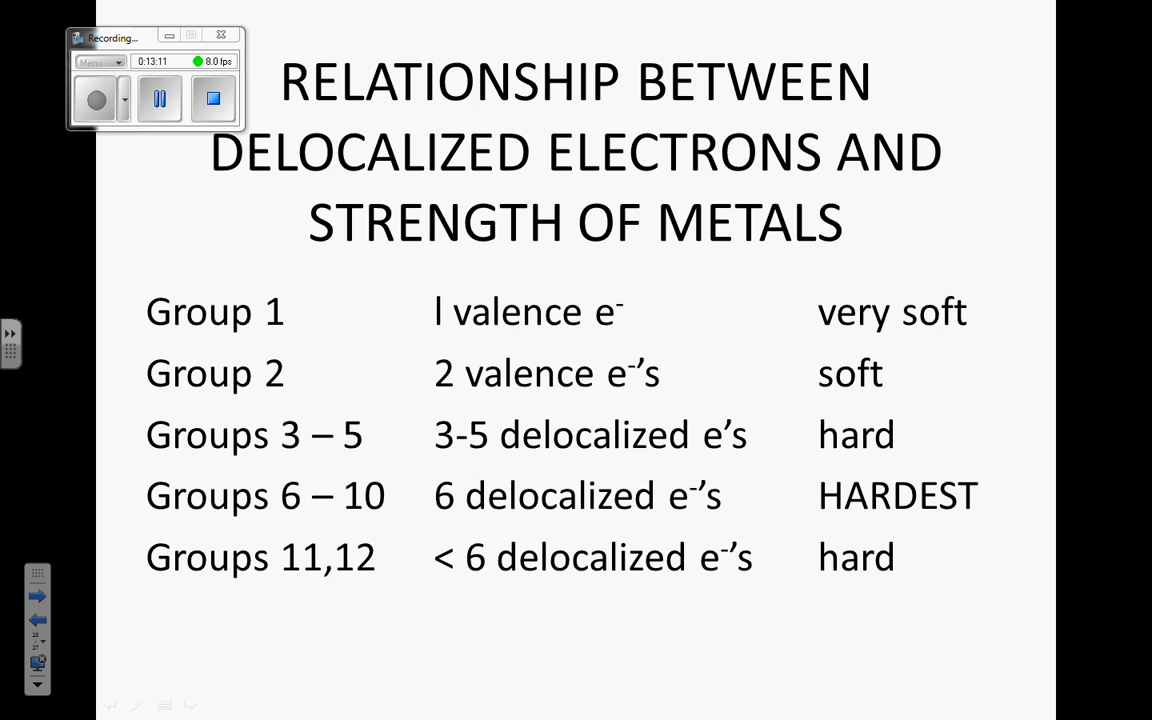 Recording...
Menu
0:13:11
8.0 fps
RELATIONSHIP BETWEEN
DELOCALIZED ELECTRONS AND
STRENGTH OF METALS
Group 1 l valence e⁻ very soft
Group 2 2 valence e⁻’s soft
Groups 3 – 5 3-5 delocalized e’s hard
Groups 6 – 10 6 delocalized e⁻’s HARDEST
Groups 11,12 < 6 delocalized e⁻’s hard